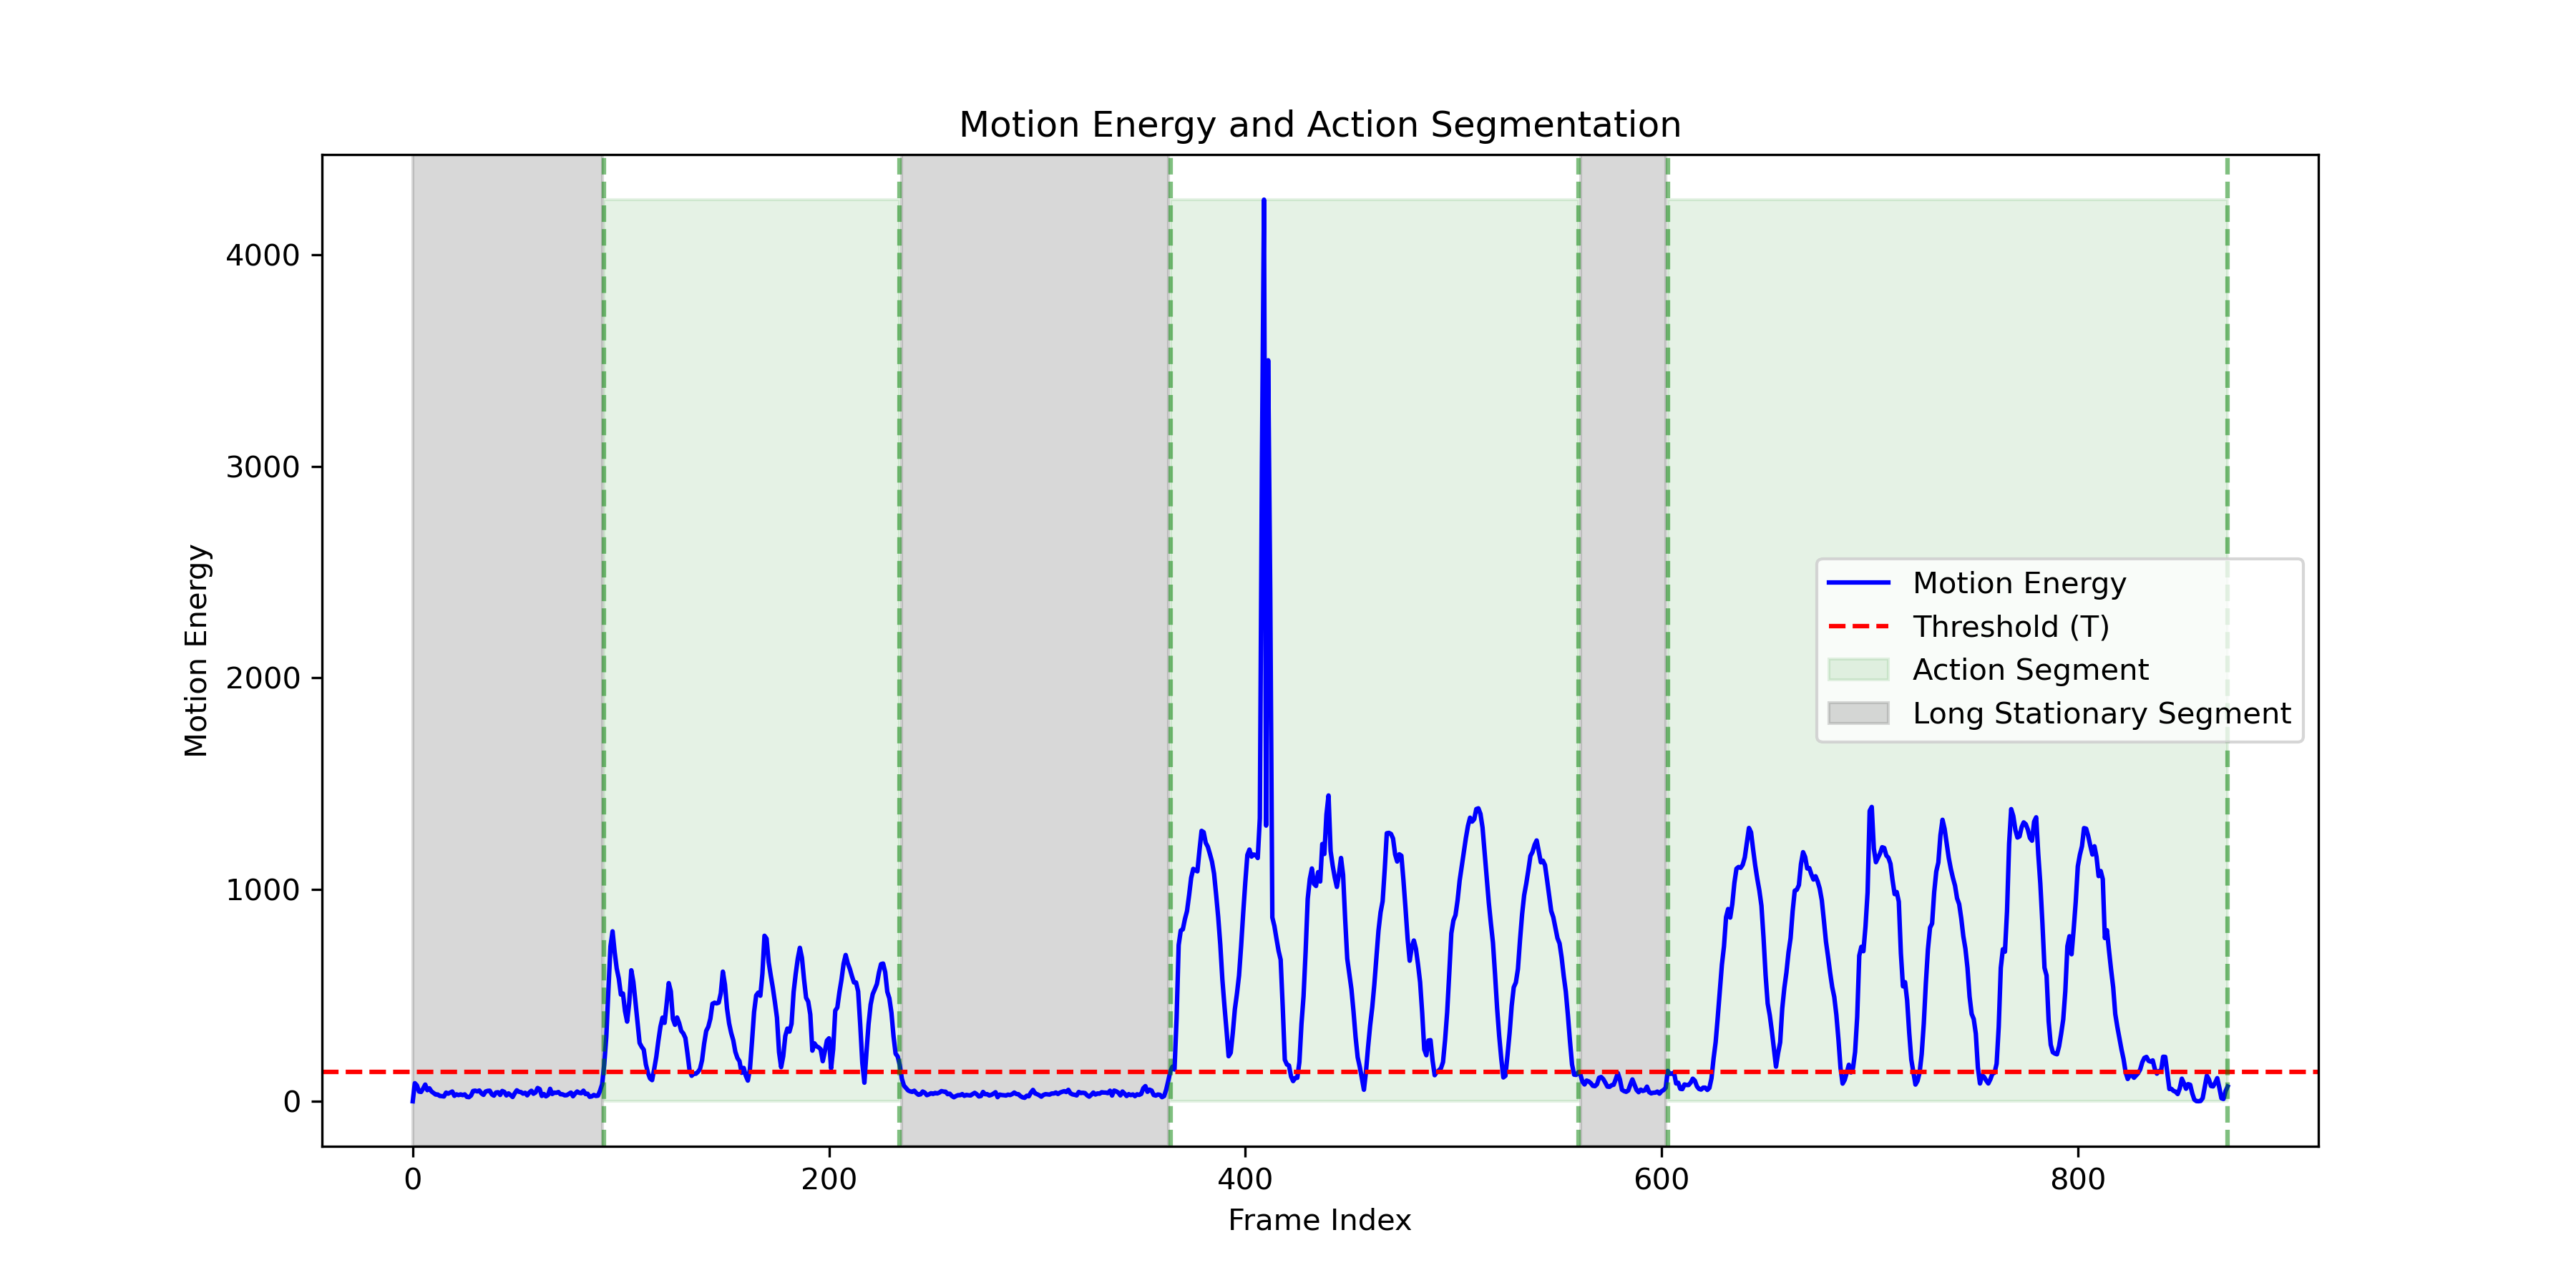 Motion Energy and Action Segmentation
4000
3000
2000
1000
0
Motion Energy
Motion Energy
Threshold (T)
Action Segment
Long Stationary Segment
0
200
400
600
800
Frame Index